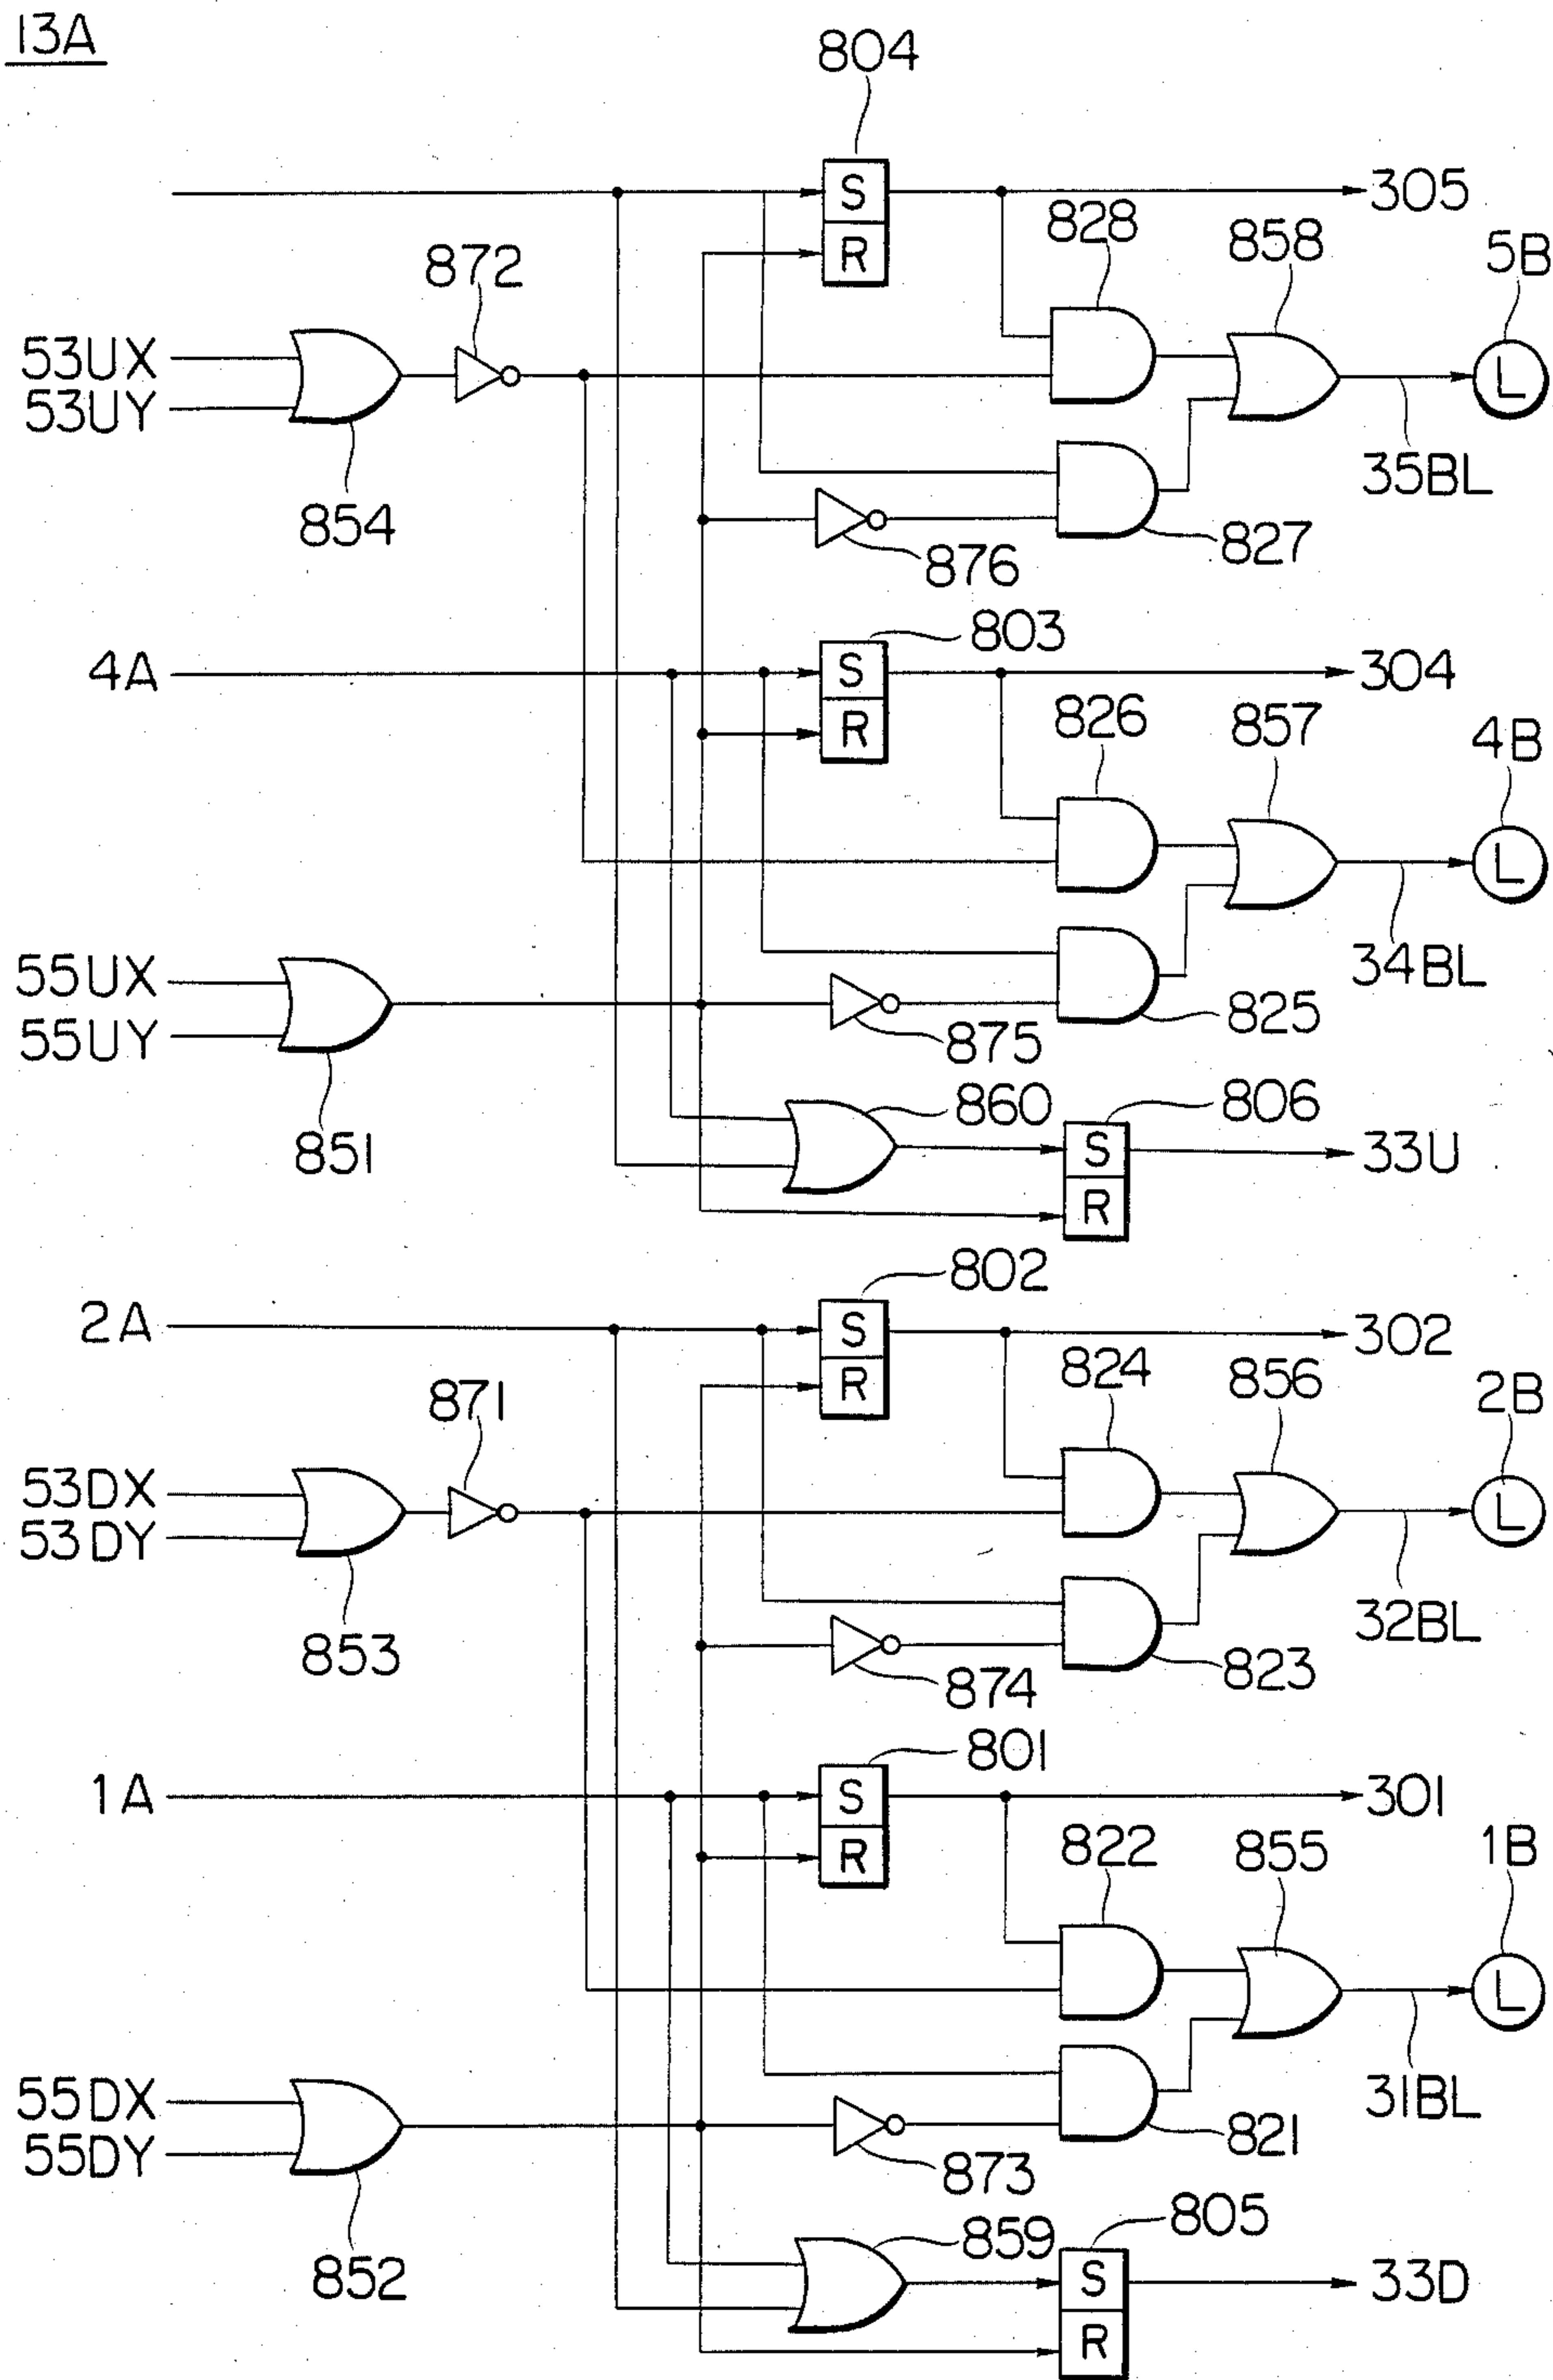 13A
804
S
305
R
828
858
5B
872
53UX
53UY
L
35BL
854
827
876
803
4A
S
304
R
826
857
4B
L
34BL
55UX
55UY
825
875
860
806
851
S
33U
R
802
2A
S
302
R
824
856
2B
871
53DX
53DY
L
32BL
853
823
874
801
1A
S
301
R
822
855
1B
L
31BL
55DX
55DY
821
873
805
859
852
S
33D
R